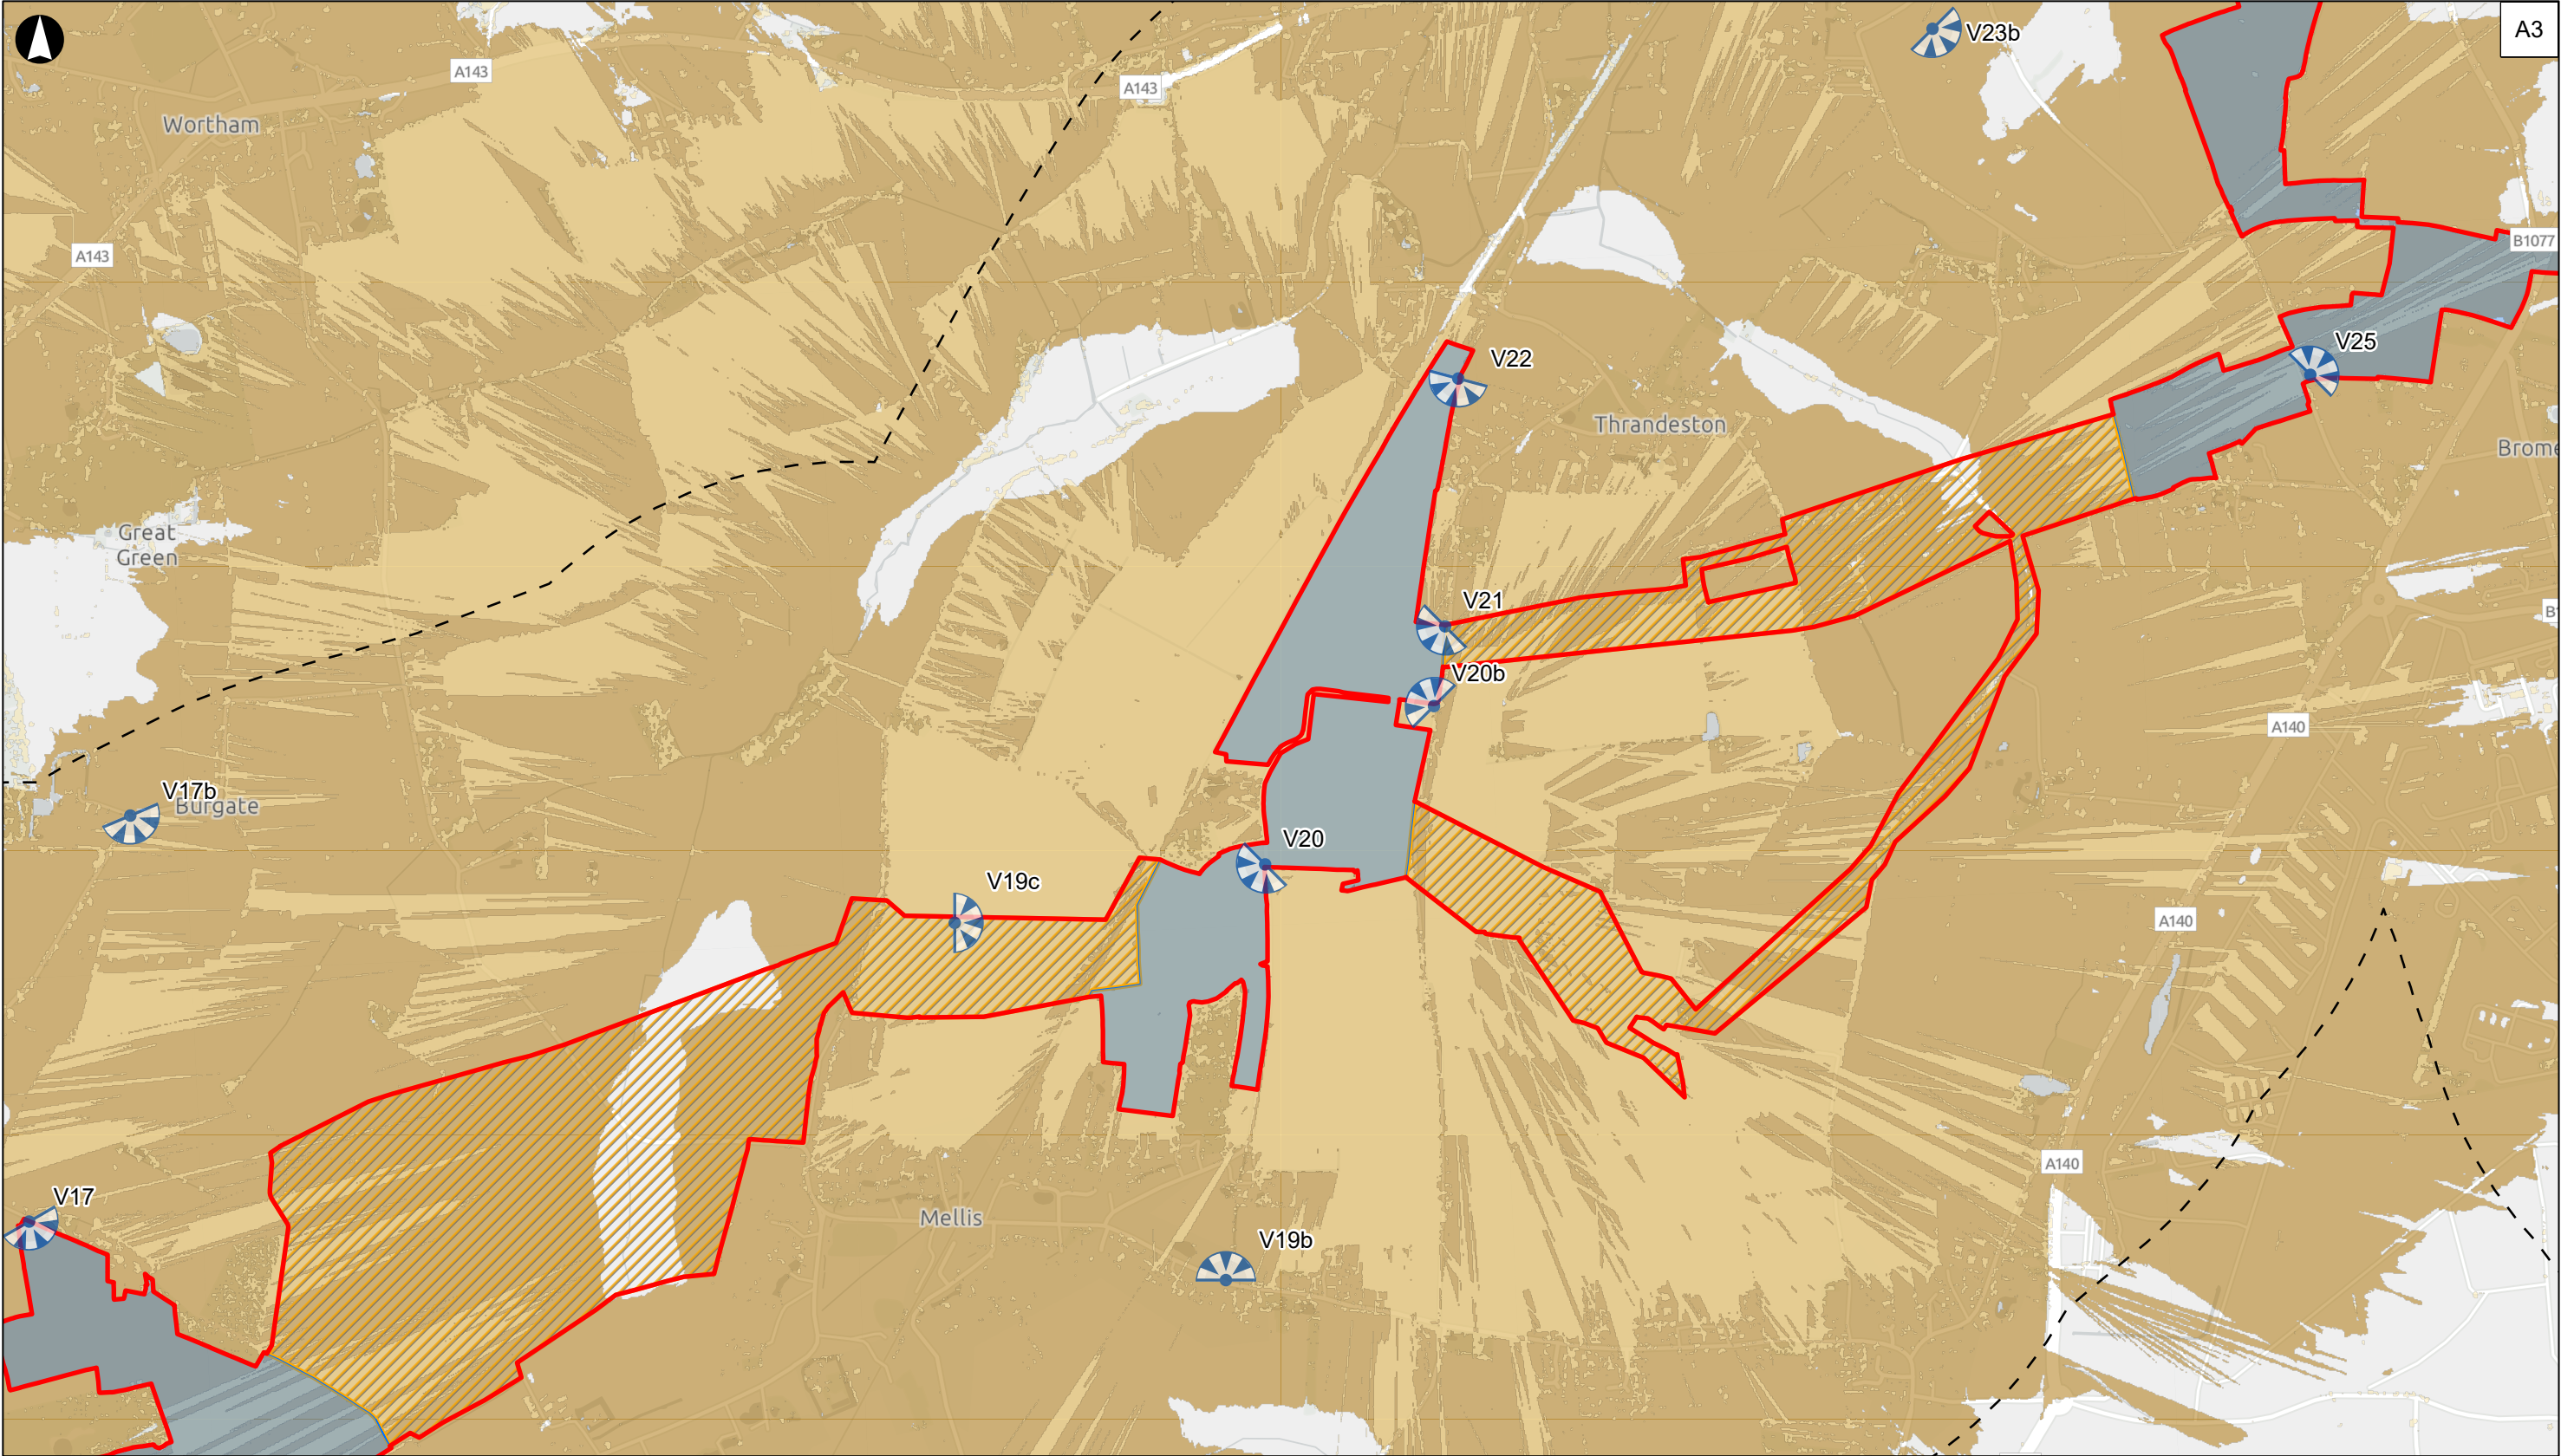 A3
V23b
A143
A143
Wortham
B1077
A143
V25
V22
Thrandeston
Brome
Great
Green
V21
V20b
A140
V17b
Burgate
V20
V19c
A140
A140
V17
Mellis
V19b